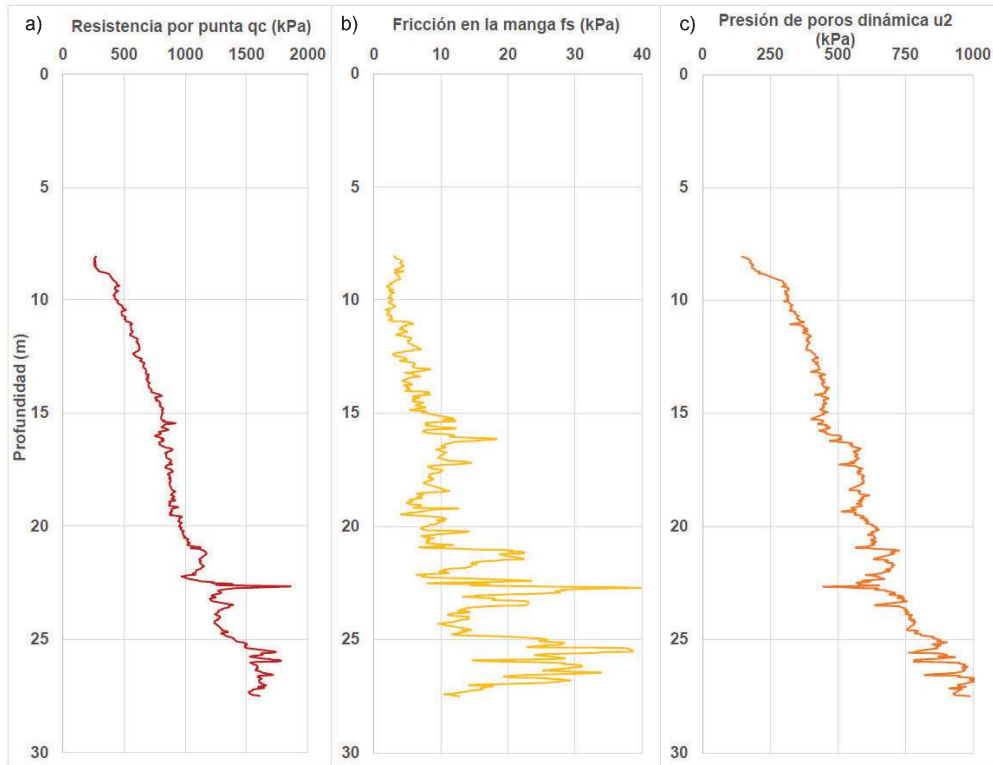 a)
Resistencia por punta qc (kPa)
0 500 1000 1500 2000
0
5
10
15
20
25
30
Profundidad (m)
b)
Fricción en la manga fs (kPa)
0 10 20 30 40
0
5
10
15
20
25
30
c)
Presión de poros dinámica u2
(kPa)
0 250 500 750 1000
0
5
10
15
20
25
30